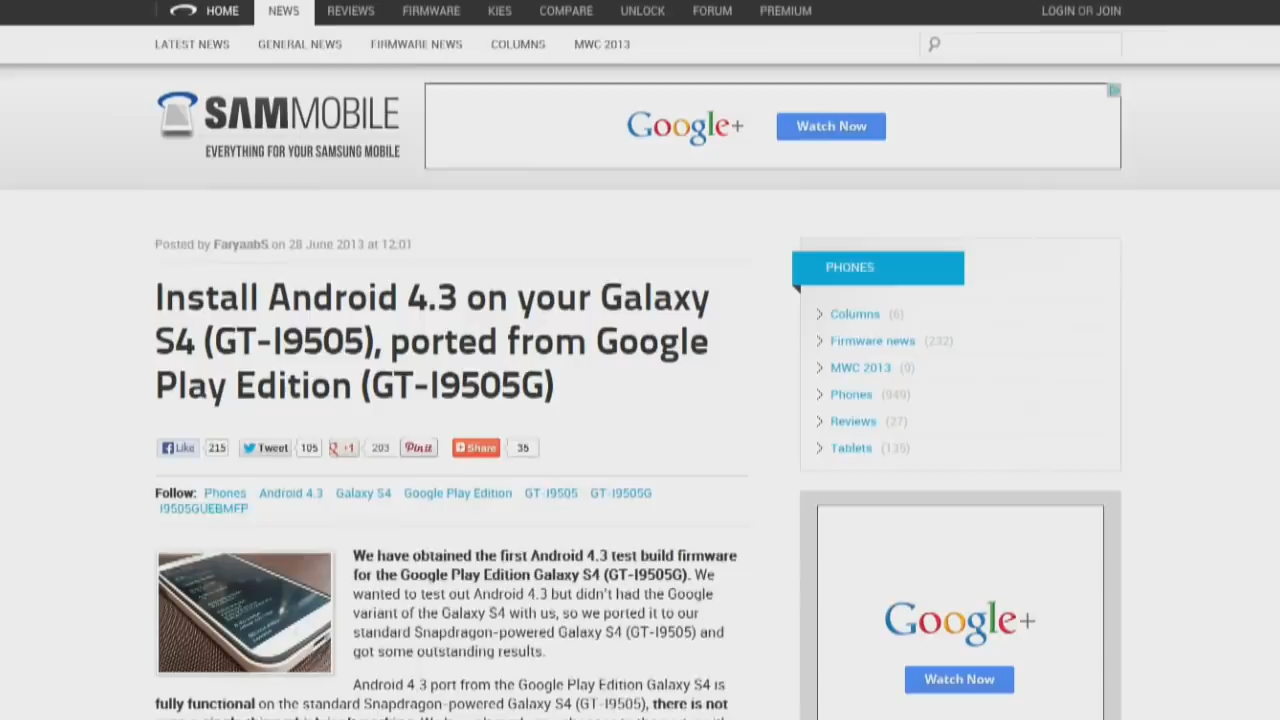 HOME NEWS REVIEWS FIRMWARE KIES COMPARE UNLOCK FORUM PREMIUM LOGIN OR JOIN
LATEST NEWS GENERAL NEWS FIRMWARE NEWS COLUMNS MWC 2013
SAMMOBILE
EVERYTHING FOR YOUR SAMSUNG MOBILE
Google+ Watch Now
Posted by FaryaabS on 28 June 2013 at 12:01
Install Android 4.3 on your Galaxy
S4 (GT-I9505), ported from Google
Play Edition (GT-I9505G)
Like 215 Tweet 105 +1 203 Pin it Share 35
Follow: Phones Android 4.3 Galaxy S4 Google Play Edition GT-I9505 GT-I9505G
I9505GUEBMFP
We have obtained the first Android 4.3 test build firmware
for the Google Play Edition Galaxy S4 (GT-I9505G). We
wanted to test out Android 4.3 but didn't had the Google
variant of the Galaxy S4 with us, so we ported it to our
standard Snapdragon-powered Galaxy S4 (GT-I9505) and
got some outstanding results.
Android 4.3 port from the Google Play Edition Galaxy S4 is
fully functional on the standard Snapdragon-powered Galaxy S4 (GT-I9505), there is not
PHONES
Columns (6)
Firmware news (232)
MWC 2013 (9)
Phones (949)
Reviews (27)
Tablets (135)
Google+
Watch Now